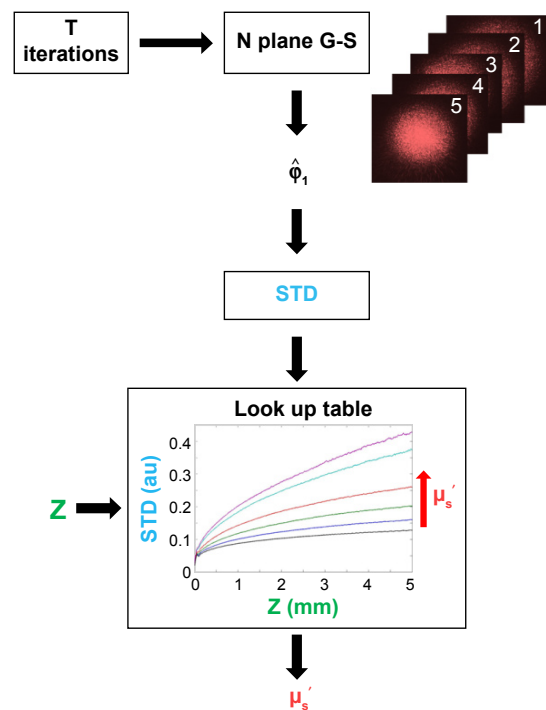 T
iterations
N plane G-S
1
2
3
4
5
φ̂₁
STD
Look up table
0.4
0.3
0.2
0.1
0
STD (au)
0 1 2 3 4 5
Z (mm)
Z
μₛ′
μₛ′